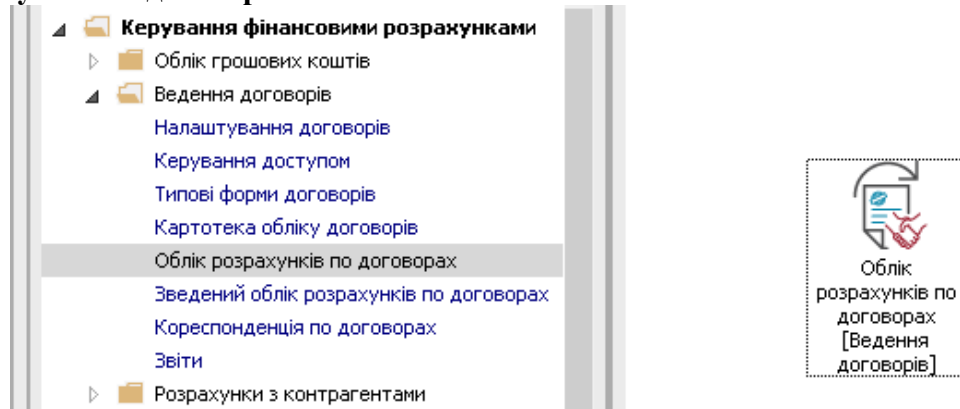 Керування фінансовими розрахунками
Облік грошових коштів
Ведення договорів
Налаштування договорів
Керування доступом
Типові форми договорів
Картотека обліку договорів
Облік розрахунків по договорах
Зведений облік розрахунків по договорах
Кореспонденція по договорах
Звіти
Розрахунки з контрагентами
Облік
розрахунків по
договорах
[Ведення
договорів]